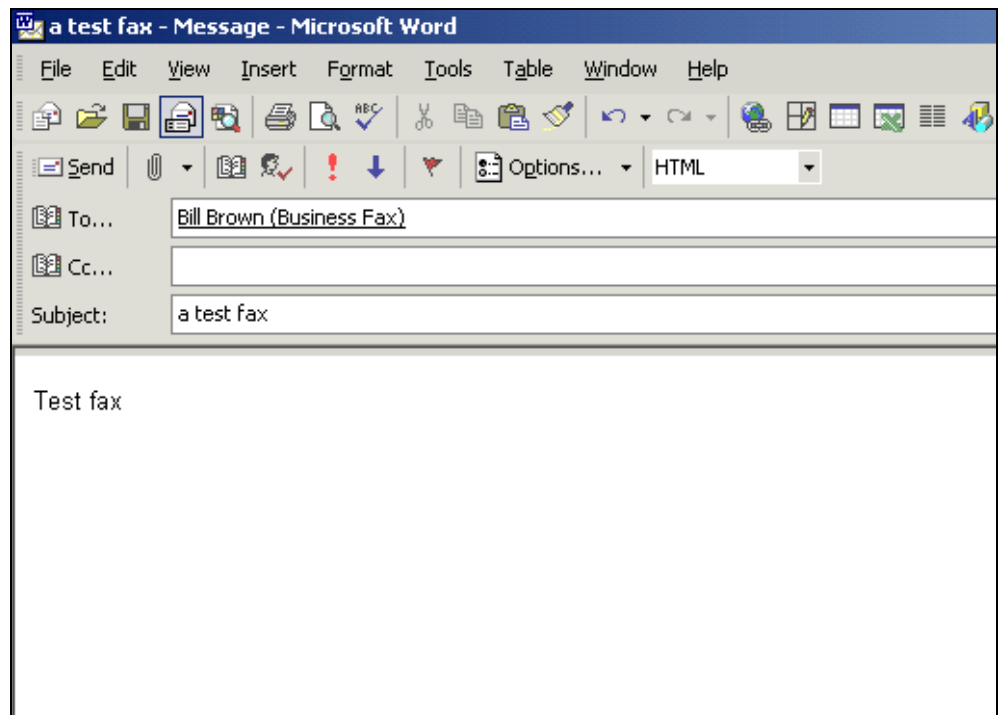 a test fax - Message - Microsoft Word
File Edit View Insert Format Tools Table Window Help
ABC
Send Options... HTML
To... Bill Brown (Business Fax)
Cc...
Subject: a test fax
Test fax